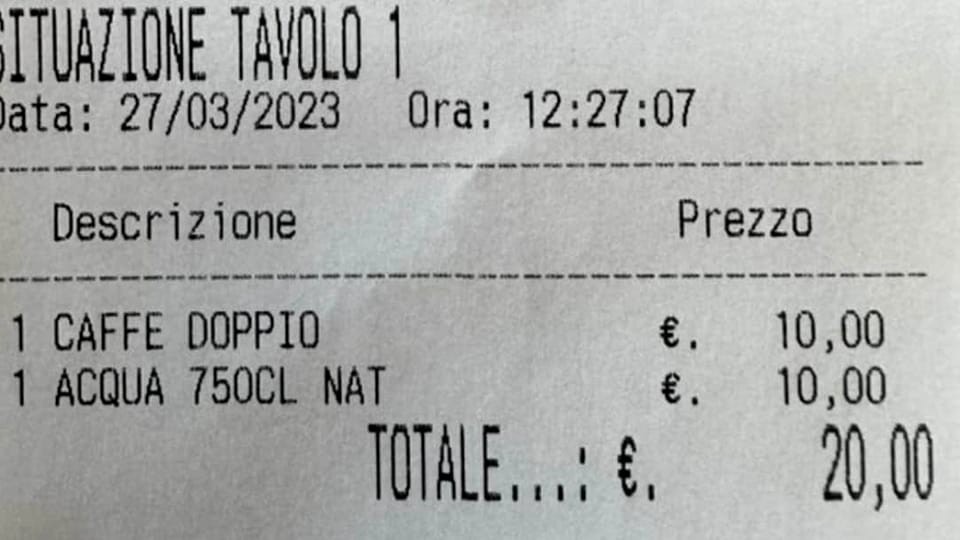 SITUAZIONE TAVOLO 1
Data: 27/03/2023 Ora: 12:27:07
Descrizione Prezzo
1 CAFFE DOPPIO €. 10,00
1 ACQUA 750CL NAT €. 10,00
TOTALE...: €. 20,00